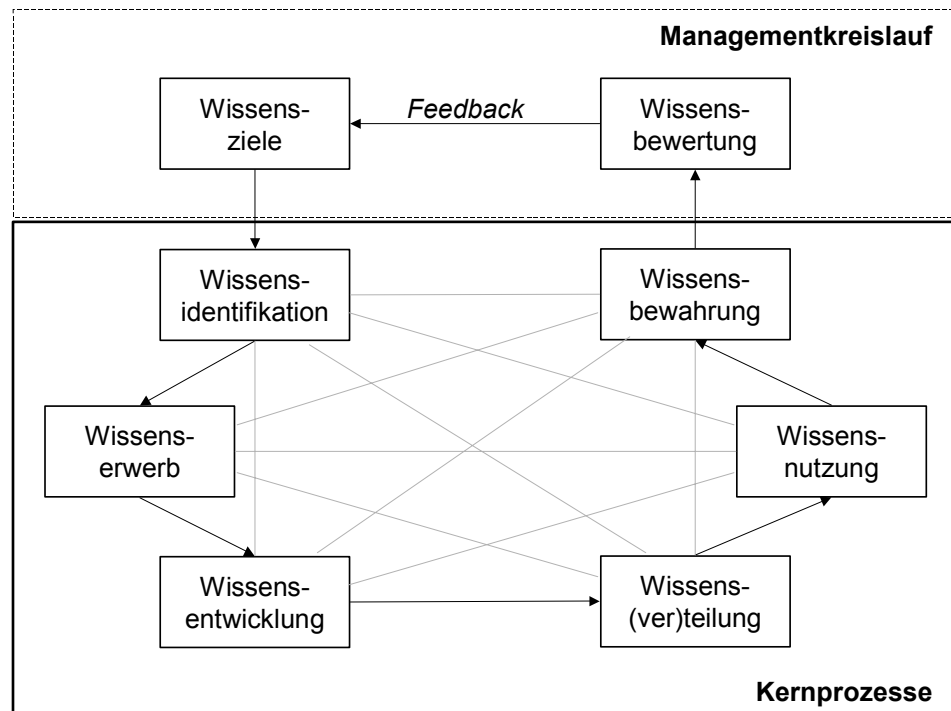 Managementkreislauf
Wissens-
ziele
Feedback
Wissens-
bewertung
Wissens-
identifikation
Wissens-
bewahrung
Wissens-
erwerb
Wissens-
nutzung
Wissens-
entwicklung
Wissens-
(ver)teilung
Kernprozesse